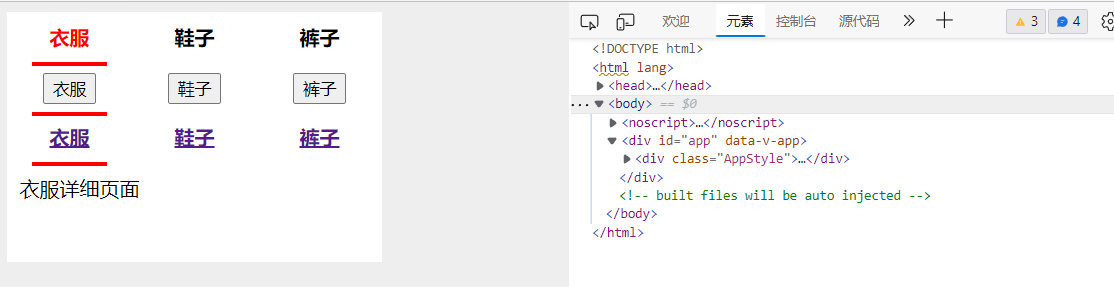 衣服 鞋子 裤子
衣服 鞋子 裤子
衣服 鞋子 裤子
衣服详细页面
欢迎 元素 控制台 源代码 3 4
<!DOCTYPE html>
<html lang>
<head>…</head>
… <body> == $0
<noscript>…</noscript>
<div id="app" data-v-app>
<div class="AppStyle">…</div>
</div>
<!-- built files will be auto injected -->
</body>
</html>